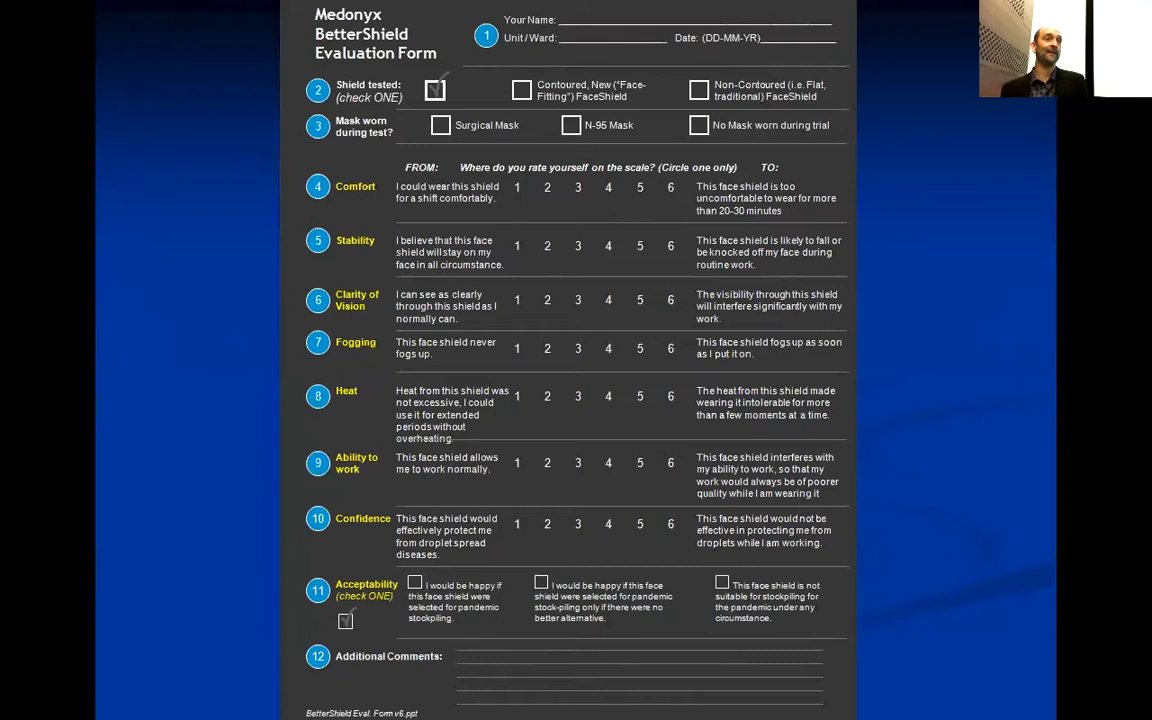 Medonyx
BetterShield
Evaluation Form
1 Your Name:
Unit/Ward: Date: (DD-MM-YR)
2 Shield tested:
(check ONE)
Contoured, New ("Face-
Fitting") FaceShield
Non-Contoured (i.e. Flat,
traditional) FaceShield
3 Mask worn
during test?
Surgical Mask N-95 Mask No Mask worn during trial
FROM: Where do you rate yourself on the scale? (Circle one only) TO:
4 Comfort
I could wear this shield
for a shift comfortably.
1 2 3 4 5 6
This face shield is too
uncomfortable to wear for more
than 20-30 minutes
5 Stability
I believe that this face
shield will stay on my
face in all circumstance.
1 2 3 4 5 6
This face shield is likely to fall or
be knocked off my face during
routine work.
6 Clarity of
Vision
I can see as clearly
through this shield as I
normally can.
1 2 3 4 5 6
The visibility through this shield
will interfere significantly with my
work.
7 Fogging
This face shield never
fogs up.
1 2 3 4 5 6
This face shield fogs up as soon
as I put it on.
8 Heat
Heat from this shield was
not excessive, I could
use it for extended
periods without
overheating.
1 2 3 4 5 6
The heat from this shield made
wearing it intolerable for more
than a few moments at a time.
9 Ability to
work
This face shield allows
me to work normally.
1 2 3 4 5 6
This face shield interferes with
my ability to work, so that my
work would always be of poorer
quality while I am wearing it
10 Confidence
This face shield would
effectively protect me
from droplet spread
diseases.
1 2 3 4 5 6
This face shield would not be
effective in protecting me from
droplets while I am working.
11 Acceptability
(check ONE)
I would be happy if
this face shield were
selected for pandemic
stockpiling.
I would be happy if this face
shield were selected for pandemic
stock-piling only if there were no
better alternative.
This face shield is not
suitable for stockpiling for
the pandemic under any
circumstance.
12 Additional Comments:
BetterShield Eval. Form v6.ppt